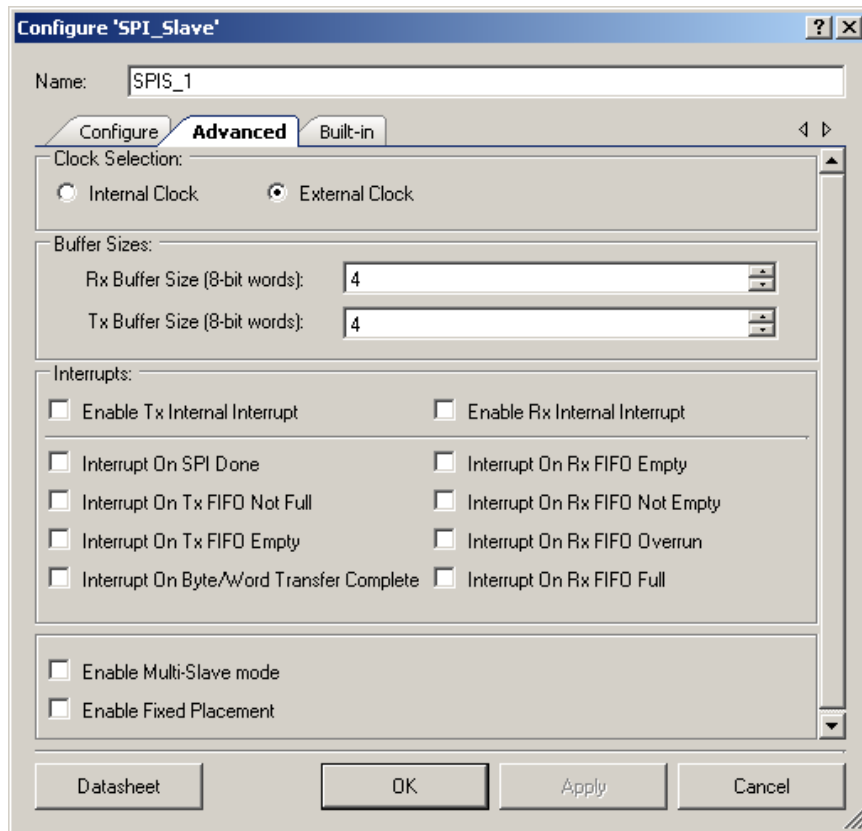 Configure 'SPI_Slave'
Name: SPIS_1
Configure Advanced Built-in
Clock Selection:
Internal Clock External Clock
Buffer Sizes:
Rx Buffer Size (8-bit words): 4
Tx Buffer Size (8-bit words): 4
Interrupts:
Enable Tx Internal Interrupt Enable Rx Internal Interrupt
Interrupt On SPI Done Interrupt On Rx FIFO Empty
Interrupt On Tx FIFO Not Full Interrupt On Rx FIFO Not Empty
Interrupt On Tx FIFO Empty Interrupt On Rx FIFO Overrun
Interrupt On Byte/Word Transfer Complete Interrupt On Rx FIFO Full
Enable Multi-Slave mode
Enable Fixed Placement
Datasheet OK Apply Cancel